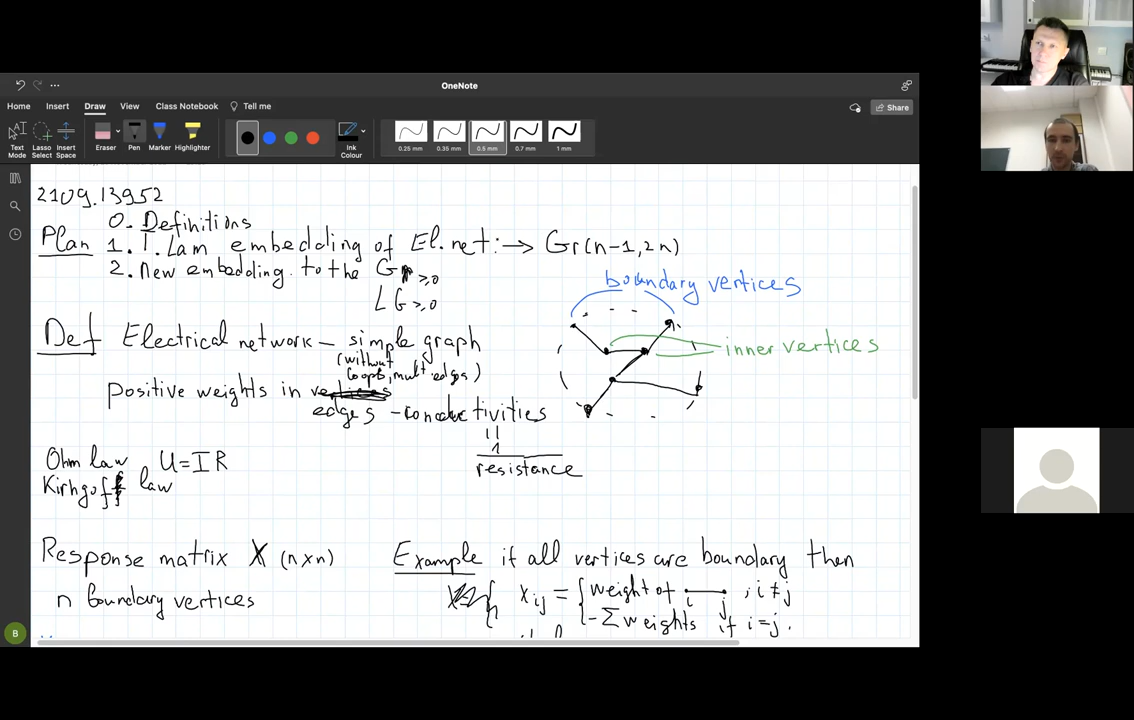 OneNote
Home Insert Draw View Class Notebook Tell me
Share
Text Mode
Lasso Select
Insert Space
Eraser
Pen
Marker
Highlighter
Ink Colour
0.25 mm 0.35 mm 0.5 mm 0.7 mm 1 mm
2109.13952
0. Definitions
Plan 1. T. Lam embedding of El. net: → Gr(n-1,2n)
2. New embedding to the Gr≥0
LG≥0
boundary vertices
inner vertices
Def Electrical network – simple graph
(without loops, mult edges)
positive weights in vertices
edges – conductivities
1
resistance
Ohm law U=IR
Kirhgoff law
Response matrix X (n×n)
n boundary vertices
Example if all vertices are boundary then
x_ij = { weight of i j , i≠j
-Σ weights if i=j.
B